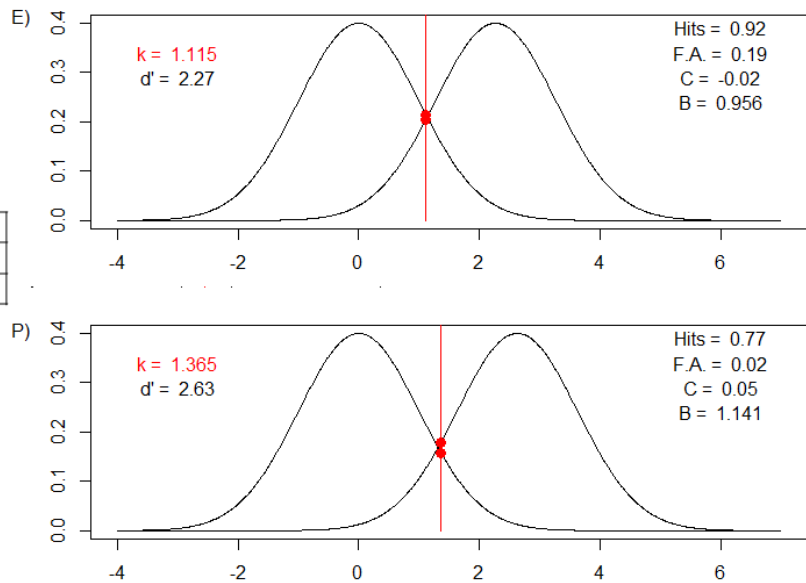 E)
k = 1.115
d' = 2.27
Hits = 0.92
F.A. = 0.19
C = -0.02
B = 0.956
0.4
0.3
0.2
0.1
0.0
-4 -2 0 2 4 6
P)
k = 1.365
d' = 2.63
Hits = 0.77
F.A. = 0.02
C = 0.05
B = 1.141
0.4
0.3
0.2
0.1
0.0
-4 -2 0 2 4 6